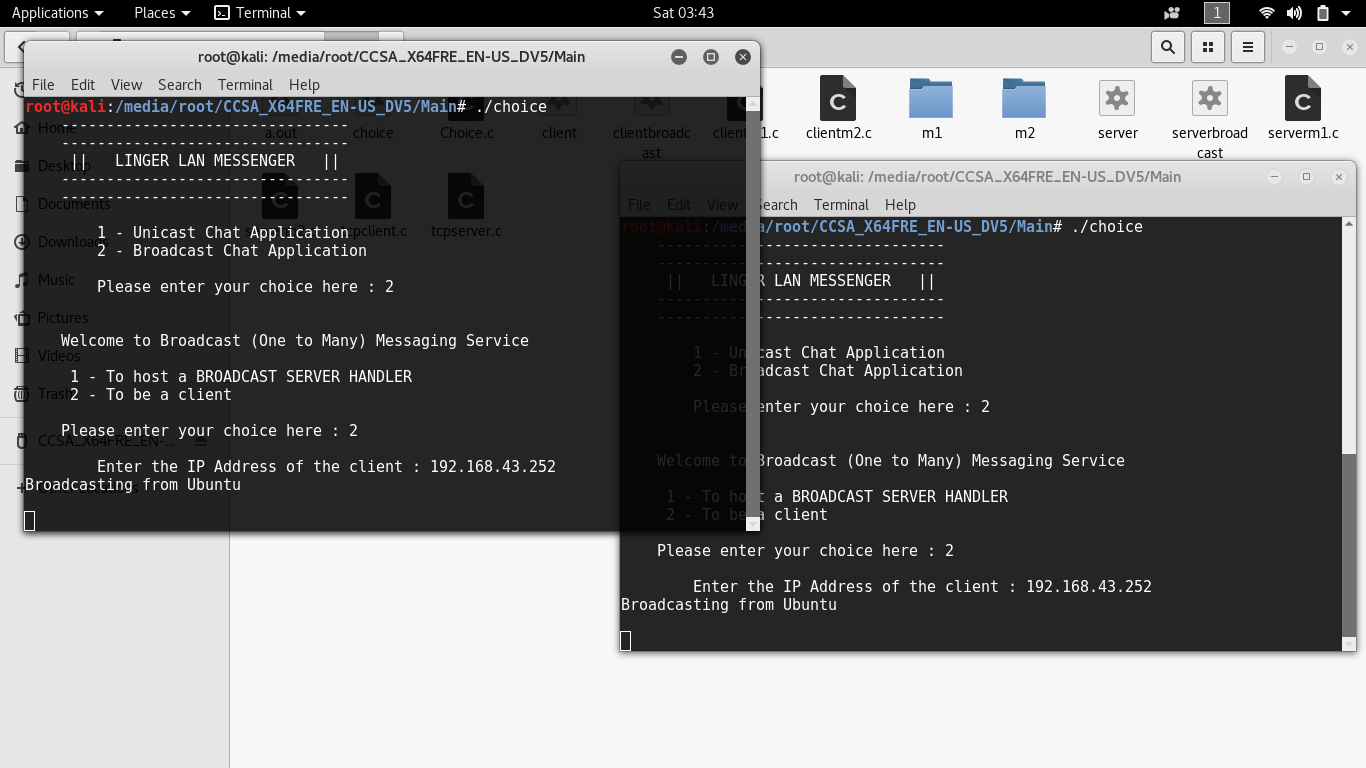 Applications Places Terminal Sat 03:43 1
root@kali: /media/root/CCSA_X64FRE_EN-US_DV5/Main
File Edit View Search Terminal Help
root@kali:/media/root/CCSA_X64FRE_EN-US_DV5/Main# ./choice
--------------------------------
--------------------------------
|| LINGER LAN MESSENGER ||
--------------------------------
--------------------------------
1 - Unicast Chat Application
2 - Broadcast Chat Application
Please enter your choice here : 2
Welcome to Broadcast (One to Many) Messaging Service
1 - To host a BROADCAST SERVER HANDLER
2 - To be a client
Please enter your choice here : 2
Enter the IP Address of the client : 192.168.43.252
Broadcasting from Ubuntu
Home
Desktop
Documents
Downloads
Music
Pictures
Videos
Trash
CCSA_X64FRE_EN-...
a.out choice Choice.c client clientbroadcast clientm1.c clientm2.c m1 m2 server serverbroadcast serverm1.c
tcpclient.c tcpserver.c
root@kali: /media/root/CCSA_X64FRE_EN-US_DV5/Main
File Edit View Search Terminal Help
root@kali:/media/root/CCSA_X64FRE_EN-US_DV5/Main# ./choice
--------------------------------
--------------------------------
|| LINGER LAN MESSENGER ||
--------------------------------
--------------------------------
1 - Unicast Chat Application
2 - Broadcast Chat Application
Please enter your choice here : 2
Welcome to Broadcast (One to Many) Messaging Service
1 - To host a BROADCAST SERVER HANDLER
2 - To be a client
Please enter your choice here : 2
Enter the IP Address of the client : 192.168.43.252
Broadcasting from Ubuntu